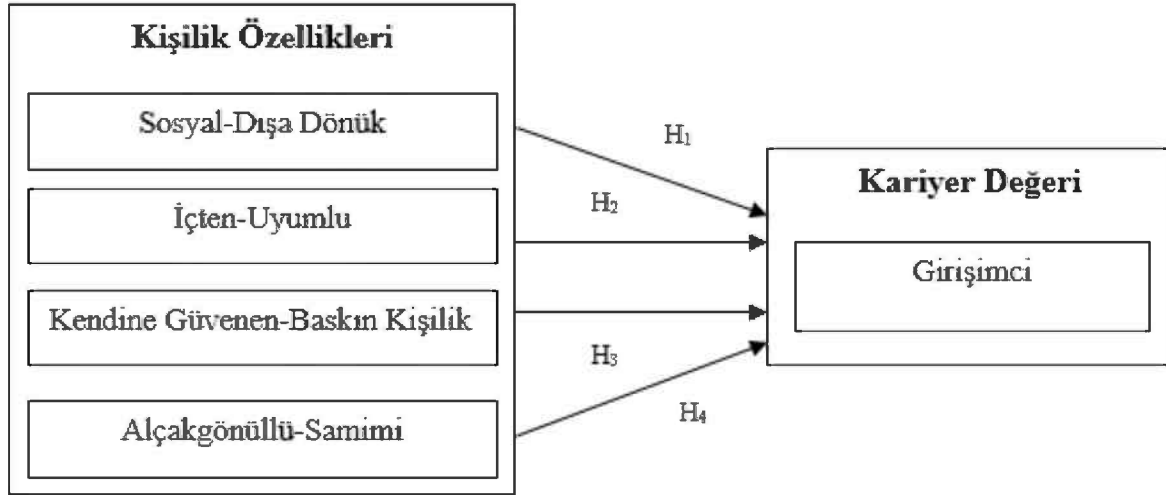 Kişilik Özellikleri
Sosyal-Dışa Dönük
İçten-Uyumlu
Kendine Güvenen-Baskın Kişilik
Alçakgönüllü-Samimi
H₁
H₂
H₃
H₄
Kariyer Değeri
Girişimci